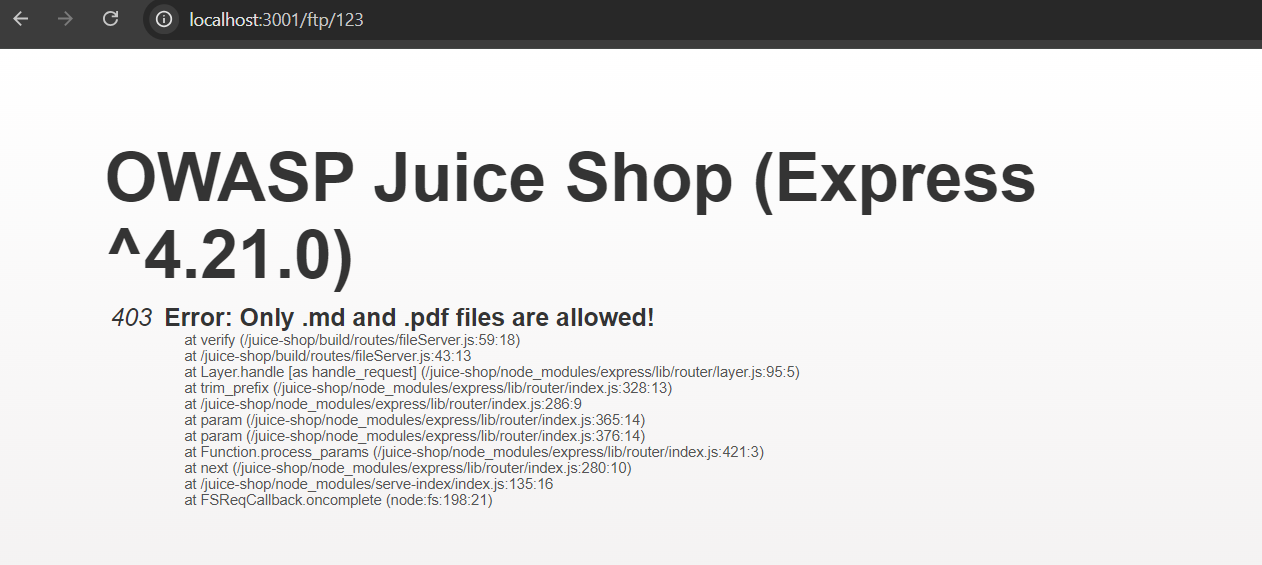 localhost:3001/ftp/123
OWASP Juice Shop (Express
^4.21.0)
403 Error: Only .md and .pdf files are allowed!
at verify (/juice-shop/build/routes/fileServer.js:59:18)
at /juice-shop/build/routes/fileServer.js:43:13
at Layer.handle [as handle_request] (/juice-shop/node_modules/express/lib/router/layer.js:95:5)
at trim_prefix (/juice-shop/node_modules/express/lib/router/index.js:328:13)
at /juice-shop/node_modules/express/lib/router/index.js:286:9
at param (/juice-shop/node_modules/express/lib/router/index.js:365:14)
at param (/juice-shop/node_modules/express/lib/router/index.js:376:14)
at Function.process_params (/juice-shop/node_modules/express/lib/router/index.js:421:3)
at next (/juice-shop/node_modules/express/lib/router/index.js:280:10)
at /juice-shop/node_modules/serve-index/index.js:135:16
at FSReqCallback.oncomplete (node:fs:198:21)